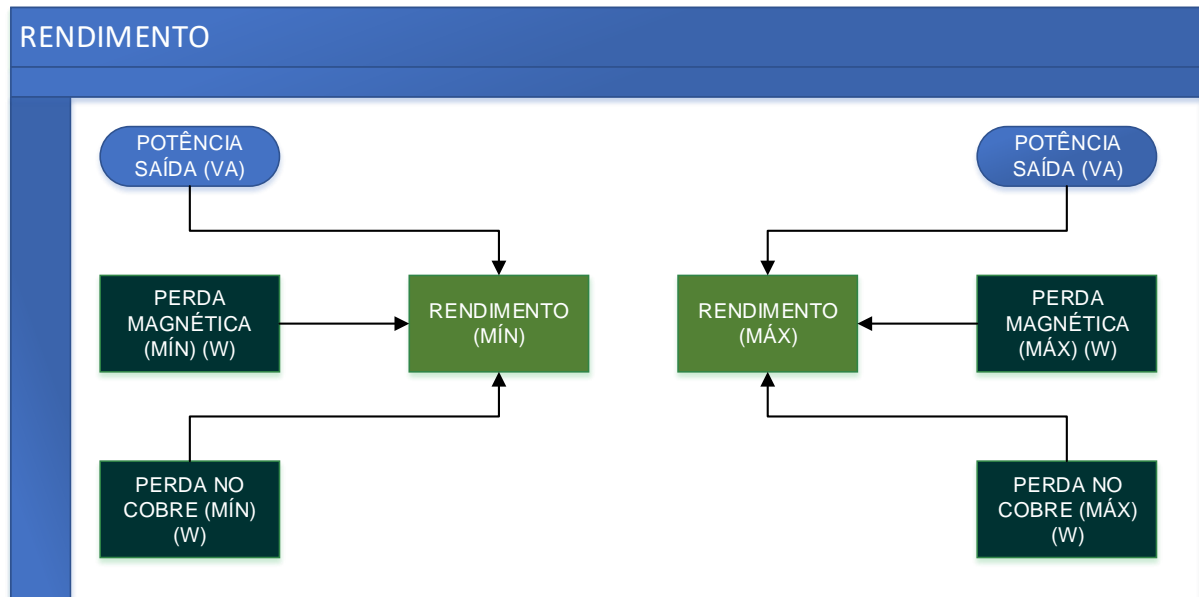 RENDIMENTO
POTÊNCIA
SAÍDA (VA)
POTÊNCIA
SAÍDA (VA)
PERDA
MAGNÉTICA
(MÍN) (W)
RENDIMENTO
(MÍN)
RENDIMENTO
(MÁX)
PERDA
MAGNÉTICA
(MÁX) (W)
PERDA NO
COBRE (MÍN)
(W)
PERDA NO
COBRE (MÁX)
(W)